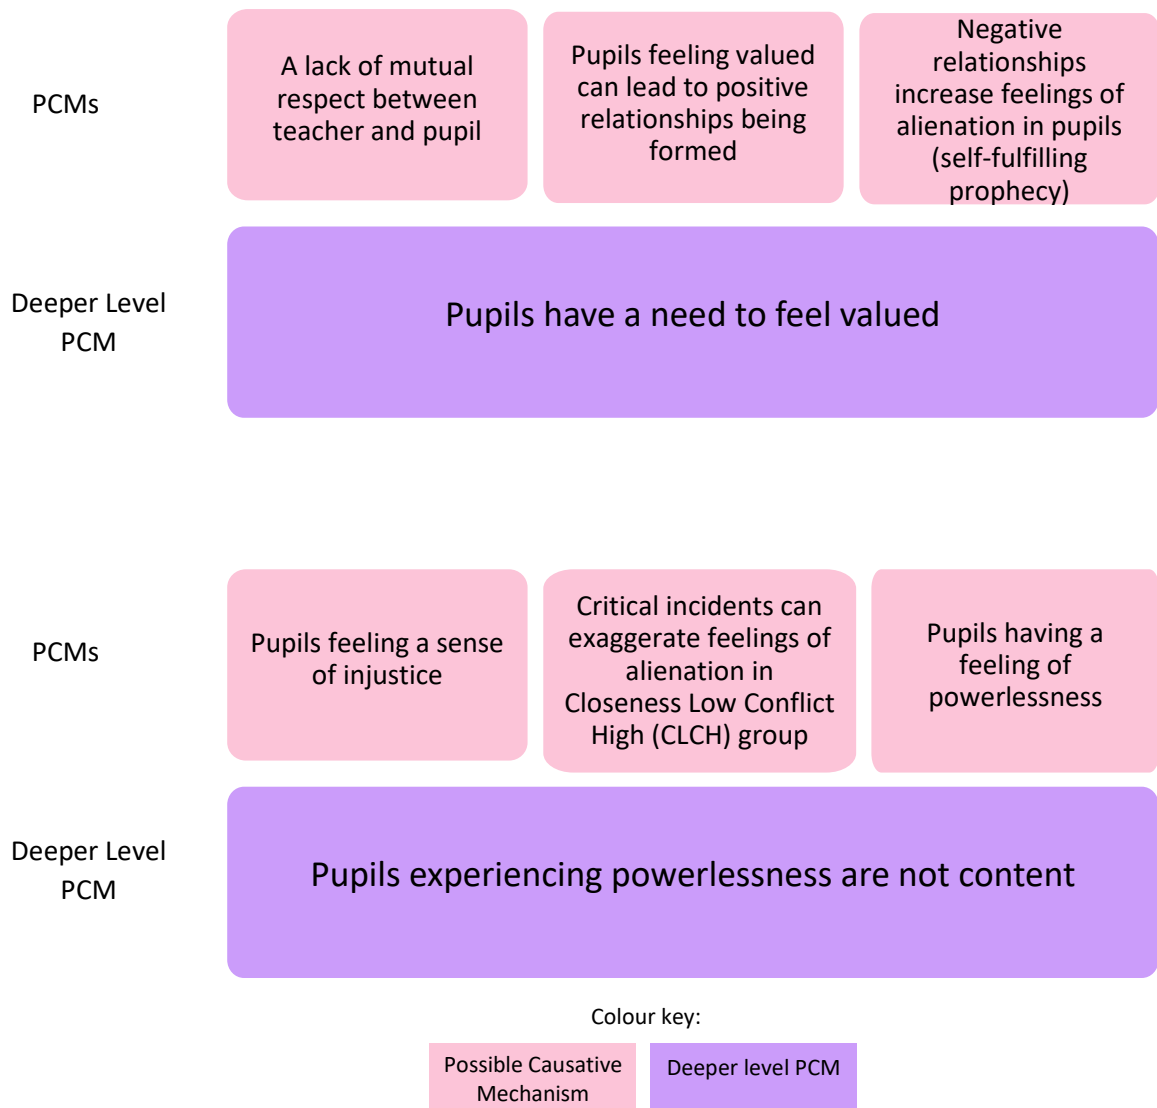 PCMs
A lack of mutual
respect between
teacher and pupil
Pupils feeling valued
can lead to positive
relationships being
formed
Negative
relationships
increase feelings of
alienation in pupils
(self-fulfilling
prophecy)
Deeper Level
PCM
Pupils have a need to feel valued
PCMs
Pupils feeling a sense
of injustice
Critical incidents can
exaggerate feelings of
alienation in
Closeness Low Conflict
High (CLCH) group
Pupils having a
feeling of
powerlessness
Deeper Level
PCM
Pupils experiencing powerlessness are not content
Colour key:
Possible Causative
Mechanism
Deeper level PCM